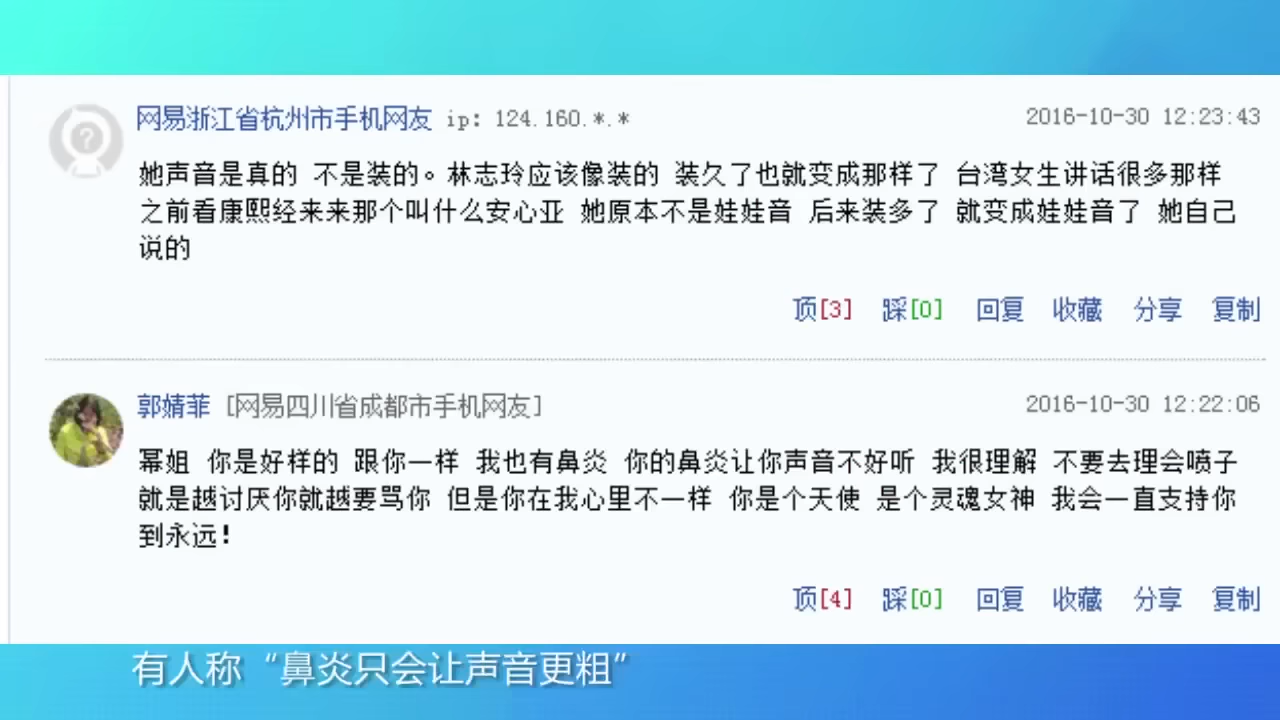 网易浙江省杭州市手机网友 ip: 124.160.*.* 2016-10-30 12:23:43
她声音是真的 不是装的。林志玲应该像装的 装久了也就变成那样了 台湾女生讲话很多那样
之前看康熙经来来那个叫什么安心亚 她原本不是娃娃音 后来装多了 就变成娃娃音了 她自己
说的
顶[3] 踩[0] 回复 收藏 分享 复制
郭婧菲 [网易四川省成都市手机网友] 2016-10-30 12:22:06
幂姐 你是好样的 跟你一样 我也有鼻炎 你的鼻炎让你声音不好听 我很理解 不要去理会喷子
就是越讨厌你就越要骂你 但是你在我心里不一样 你是个天使 是个灵魂女神 我会一直支持你
到永远!
顶[4] 踩[0] 回复 收藏 分享 复制
有人称“鼻炎只会让声音更粗”